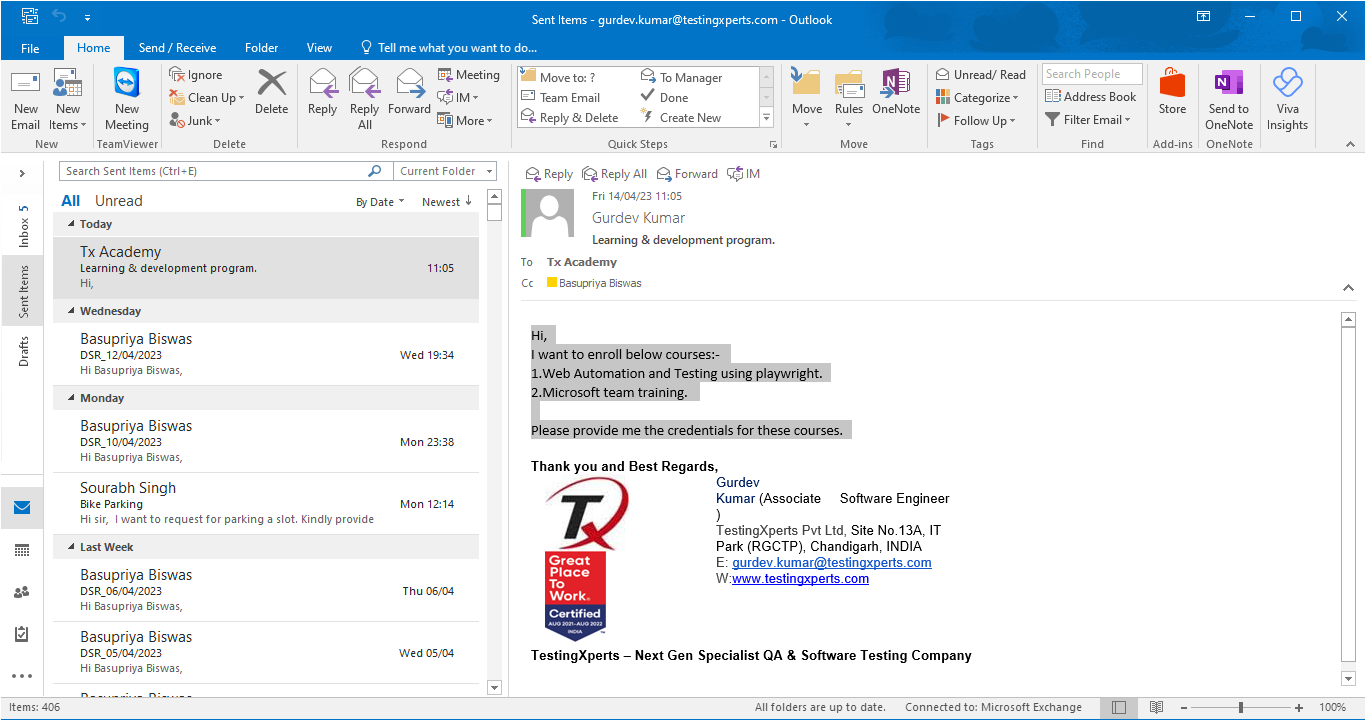 Sent Items - gurdev.kumar@testingxperts.com - Outlook
File
Home
Send / Receive
Folder
View
Tell me what you want to do...
New Email
New Items
New
New Meeting
TeamViewer
Ignore
Clean Up
Junk
Delete
Delete
Reply
Reply All
Forward
Meeting
IM
More
Respond
Move to: ?
Team Email
Reply & Delete
To Manager
Done
Create New
Quick Steps
Move
Rules
OneNote
Move
Unread/ Read
Categorize
Follow Up
Tags
Search People
Address Book
Filter Email
Find
Store
Add-ins
Send to OneNote
OneNote
Viva Insights
Inbox 5
Sent Items
Drafts
Search Sent Items (Ctrl+E)
Current Folder
All
Unread
By Date
Newest
Today
Tx Academy
Learning & development program. 11:05
Hi,
Wednesday
Basupriya Biswas
DSR_12/04/2023 Wed 19:34
Hi Basupriya Biswas,
Monday
Basupriya Biswas
DSR_10/04/2023 Mon 23:38
Hi Basupriya Biswas,
Sourabh Singh
Bike Parking Mon 12:14
Hi sir, I want to request for parking a slot. Kindly provide
Last Week
Basupriya Biswas
DSR_06/04/2023 Thu 06/04
Hi Basupriya Biswas,
Basupriya Biswas
DSR_05/04/2023 Wed 05/04
Hi Basupriya Biswas,
Reply
Reply All
Forward
IM
Fri 14/04/23 11:05
Gurdev Kumar
Learning & development program.
To Tx Academy
Cc Basupriya Biswas
Hi,
I want to enroll below courses:-
1.Web Automation and Testing using playwright.
2.Microsoft team training.
Please provide me the credentials for these courses.
Thank you and Best Regards,
Tx
Great
Place
To
Work.
Certified
AUG 2021-AUG 2022
INDIA
TM
Gurdev
Kumar (Associate Software Engineer
)
TestingXperts Pvt Ltd, Site No.13A, IT
Park (RGCTP), Chandigarh, INDIA
E: gurdev.kumar@testingxperts.com
W:www.testingxperts.com
TestingXperts – Next Gen Specialist QA & Software Testing Company
Items: 406
All folders are up to date.
Connected to: Microsoft Exchange
100%